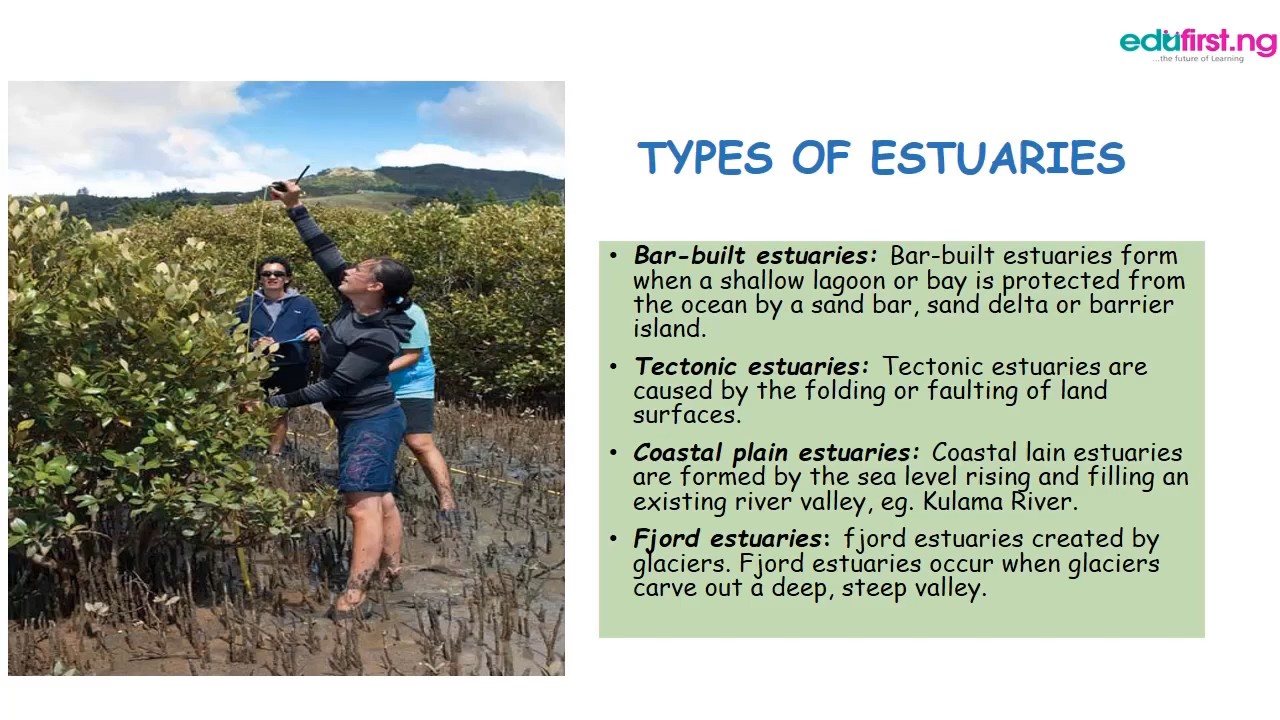 edufirst.ng
...the future of Learning
TYPES OF ESTUARIES
• Bar-built estuaries: Bar-built estuaries form
when a shallow lagoon or bay is protected from
the ocean by a sand bar, sand delta or barrier
island.
• Tectonic estuaries: Tectonic estuaries are
caused by the folding or faulting of land
surfaces.
• Coastal plain estuaries: Coastal lain estuaries
are formed by the sea level rising and filling an
existing river valley, eg. Kulama River.
• Fjord estuaries: fjord estuaries created by
glaciers. Fjord estuaries occur when glaciers
carve out a deep, steep valley.